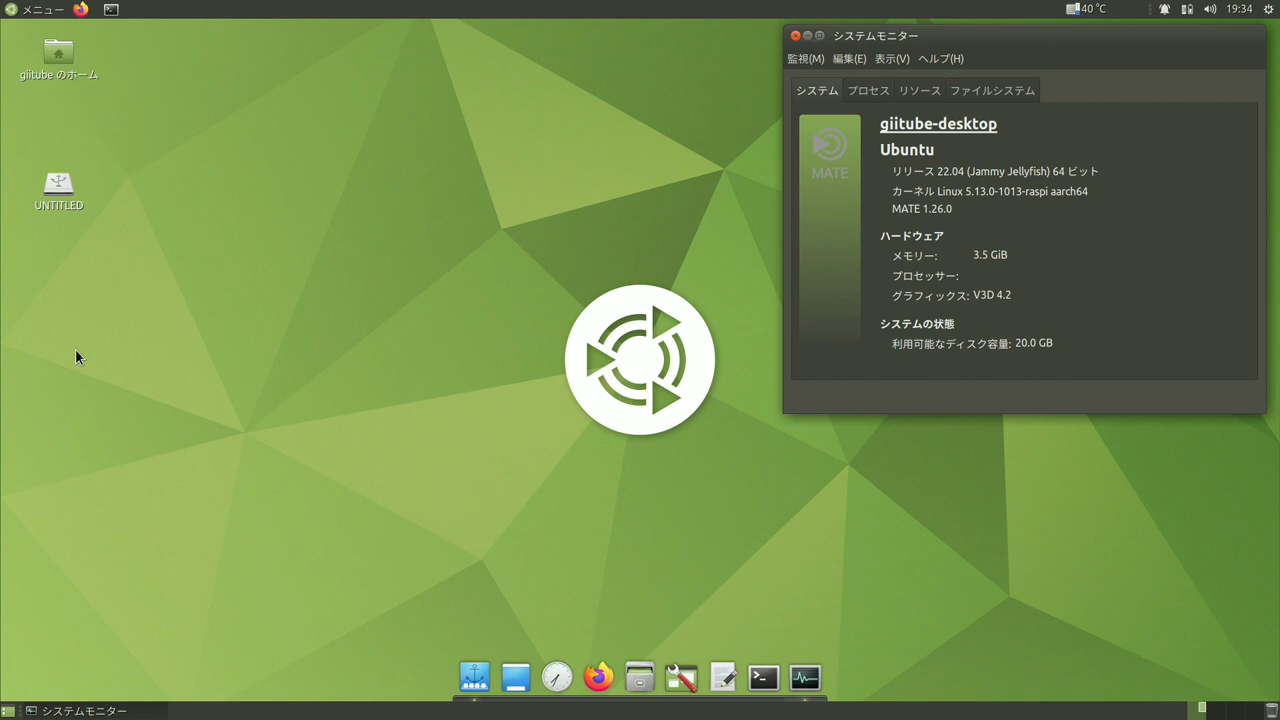 メニュー
40 ℃
19:34
giitube のホーム
UNTITLED
システムモニター
監視(M) 編集(E) 表示(V) ヘルプ(H)
システム プロセス リソース ファイルシステム
MATE
giitube-desktop
Ubuntu
リリース 22.04 (Jammy Jellyfish) 64 ビット
カーネル Linux 5.13.0-1013-raspi aarch64
MATE 1.26.0
ハードウェア
メモリー: 3.5 GiB
プロセッサー:
グラフィックス: V3D 4.2
システムの状態
利用可能なディスク容量: 20.0 GB
システムモニター